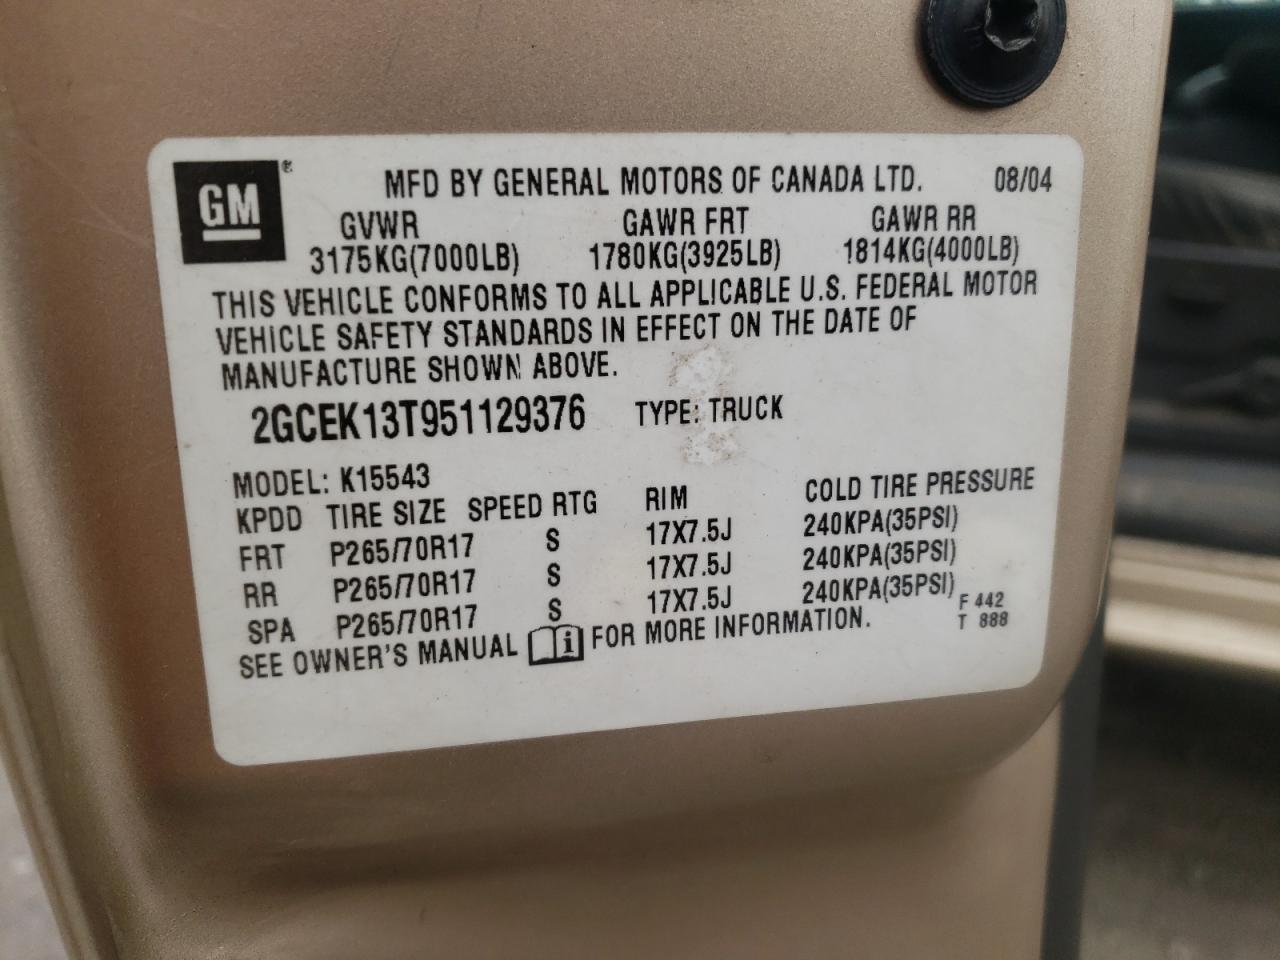 GM®
MFD BY GENERAL MOTORS OF CANADA LTD. 08/04
GVWR GAWR FRT GAWR RR
3175KG(7000LB) 1780KG(3925LB) 1814KG(4000LB)
THIS VEHICLE CONFORMS TO ALL APPLICABLE U.S. FEDERAL MOTOR
VEHICLE SAFETY STANDARDS IN EFFECT ON THE DATE OF
MANUFACTURE SHOWN ABOVE.
2GCEK13T951129376 TYPE: TRUCK
MODEL: K15543
KPDD TIRE SIZE SPEED RTG RIM COLD TIRE PRESSURE
FRT P265/70R17 S 17X7.5J 240KPA(35PSI)
RR P265/70R17 S 17X7.5J 240KPA(35PSI)
SPA P265/70R17 S 17X7.5J 240KPA(35PSI)
F 442
T 888
SEE OWNER'S MANUAL i FOR MORE INFORMATION.